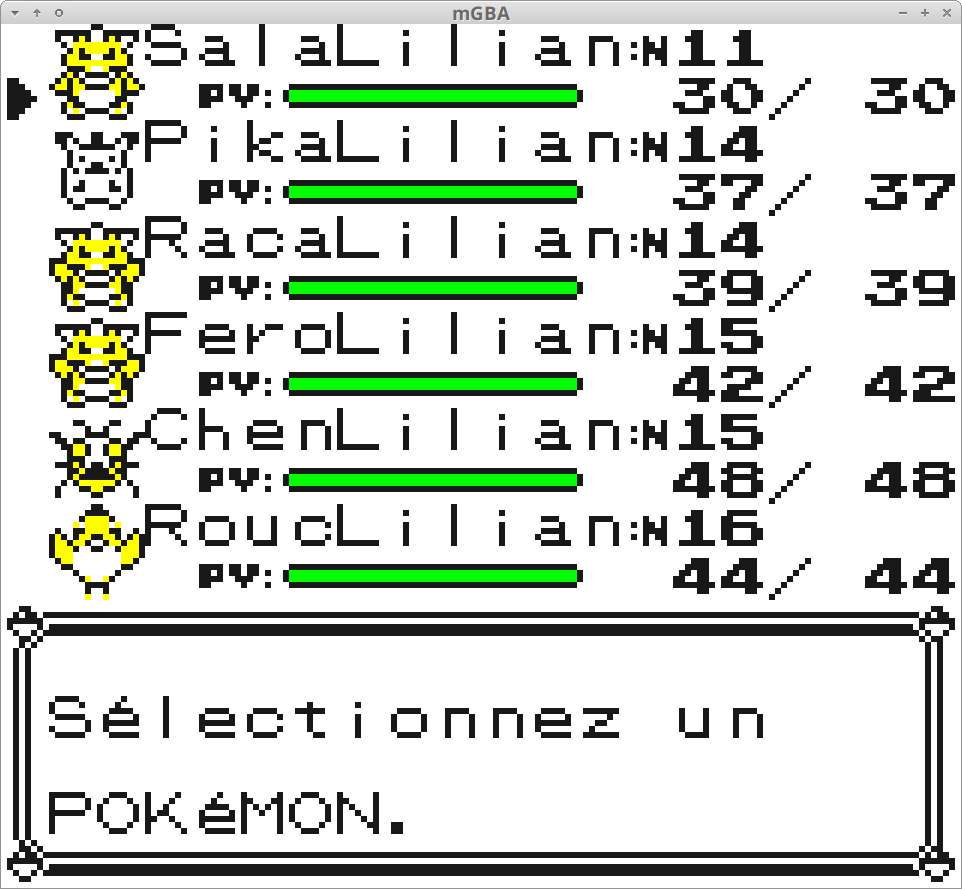 mGBA
SalaLilian:N11
PV: 30/ 30
PikaLilian:N14
PV: 37/ 37
RacaLilian:N14
PV: 39/ 39
FeroLilian:N15
PV: 42/ 42
ChenLilian:N15
PV: 48/ 48
RoucLilian:N16
PV: 44/ 44
Sélectionnez un
POKéMON.